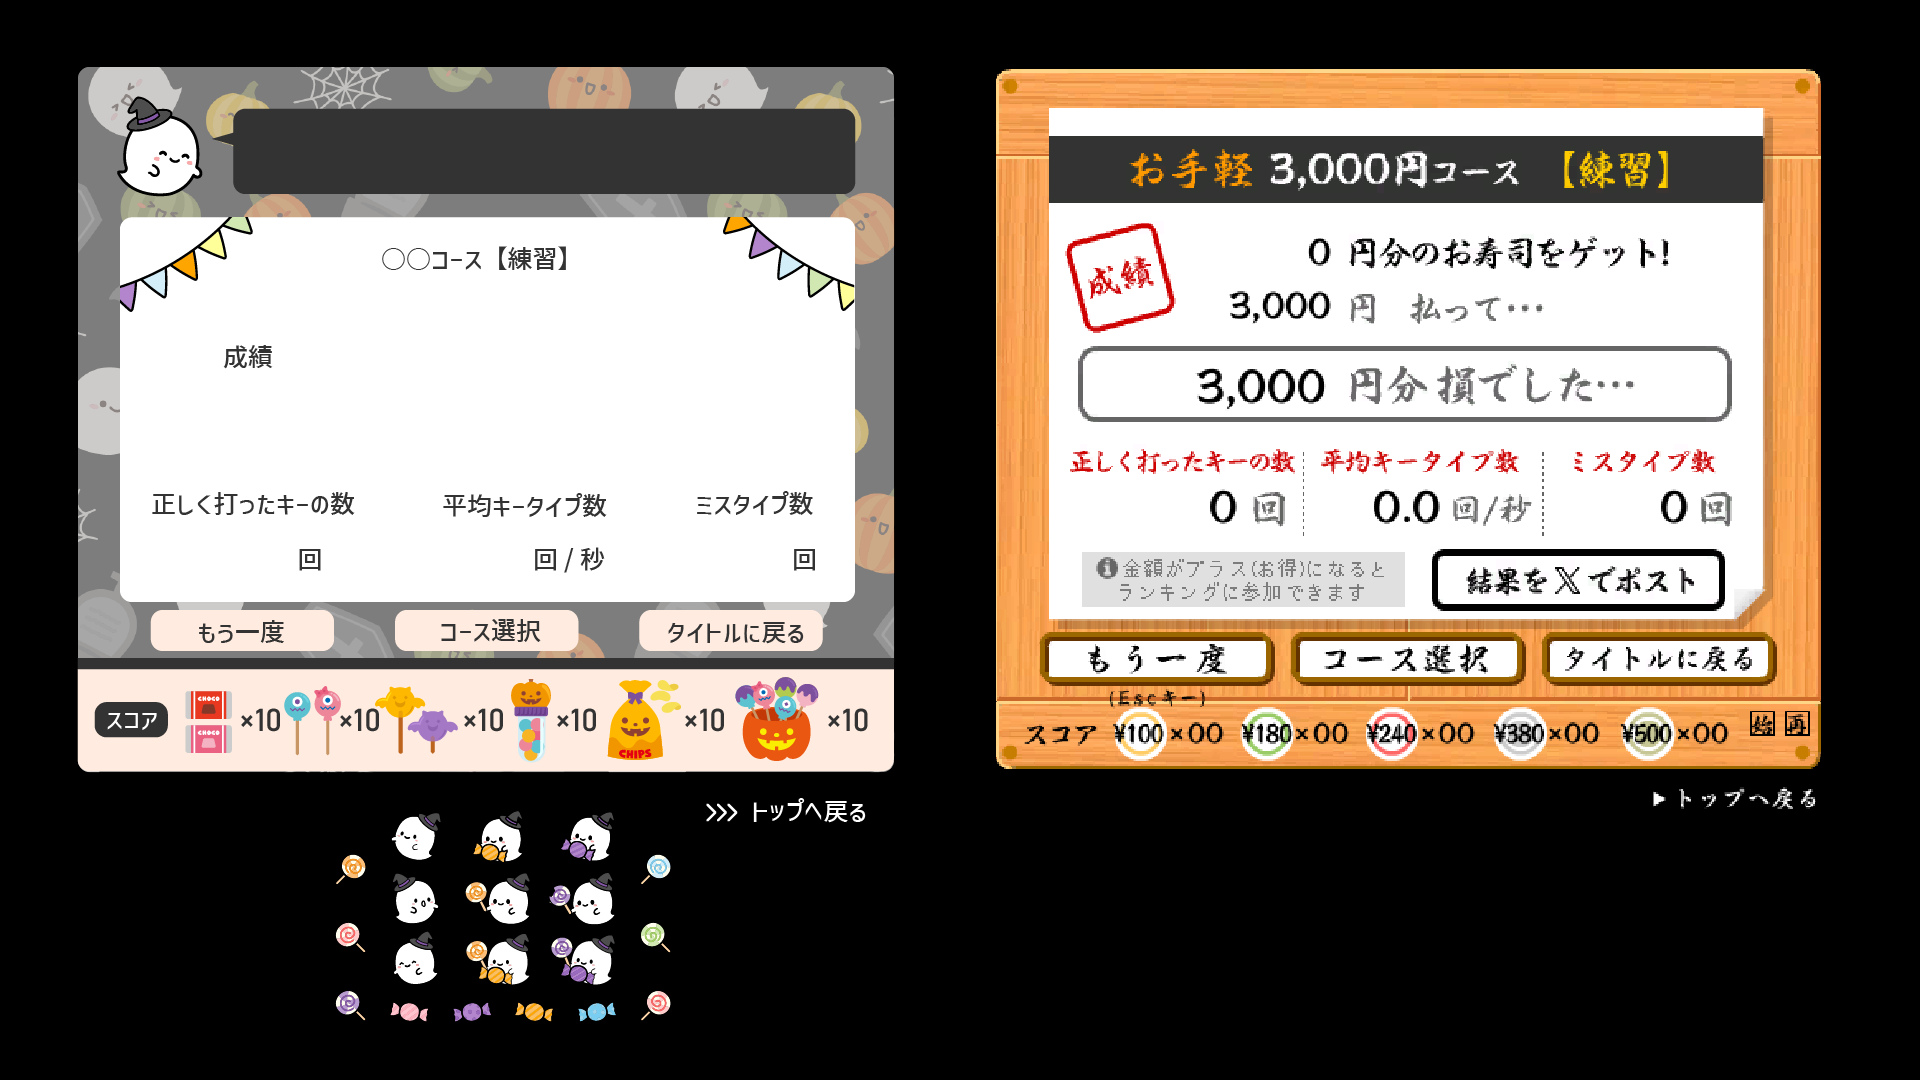 ○○コース【練習】
成績
正しく打ったキーの数
平均キータイプ数
ミスタイプ数
回
回 / 秒
回
もう一度
コース選択
タイトルに戻る
スコア
CHOCO
CHOCO
×10
×10
×10
×10
CHIPS
×10
×10
>>> トップへ戻る
お手軽 3,000円コース 【練習】
成績
0 円分のお寿司をゲット!
3,000 円 払って…
3,000 円分 損でした…
正しく打ったキーの数
平均キータイプ数
ミスタイプ数
0 回
0.0 回/秒
0 回
金額がプラス(お得)になると
ランキングに参加できます
結果を𝕏でポスト
もう一度
コース選択
タイトルに戻る
(Escキー)
スコア
¥100 ×00
¥180 ×00
¥240 ×00
¥380 ×00
¥500 ×00
始
再
▶トップへ戻る